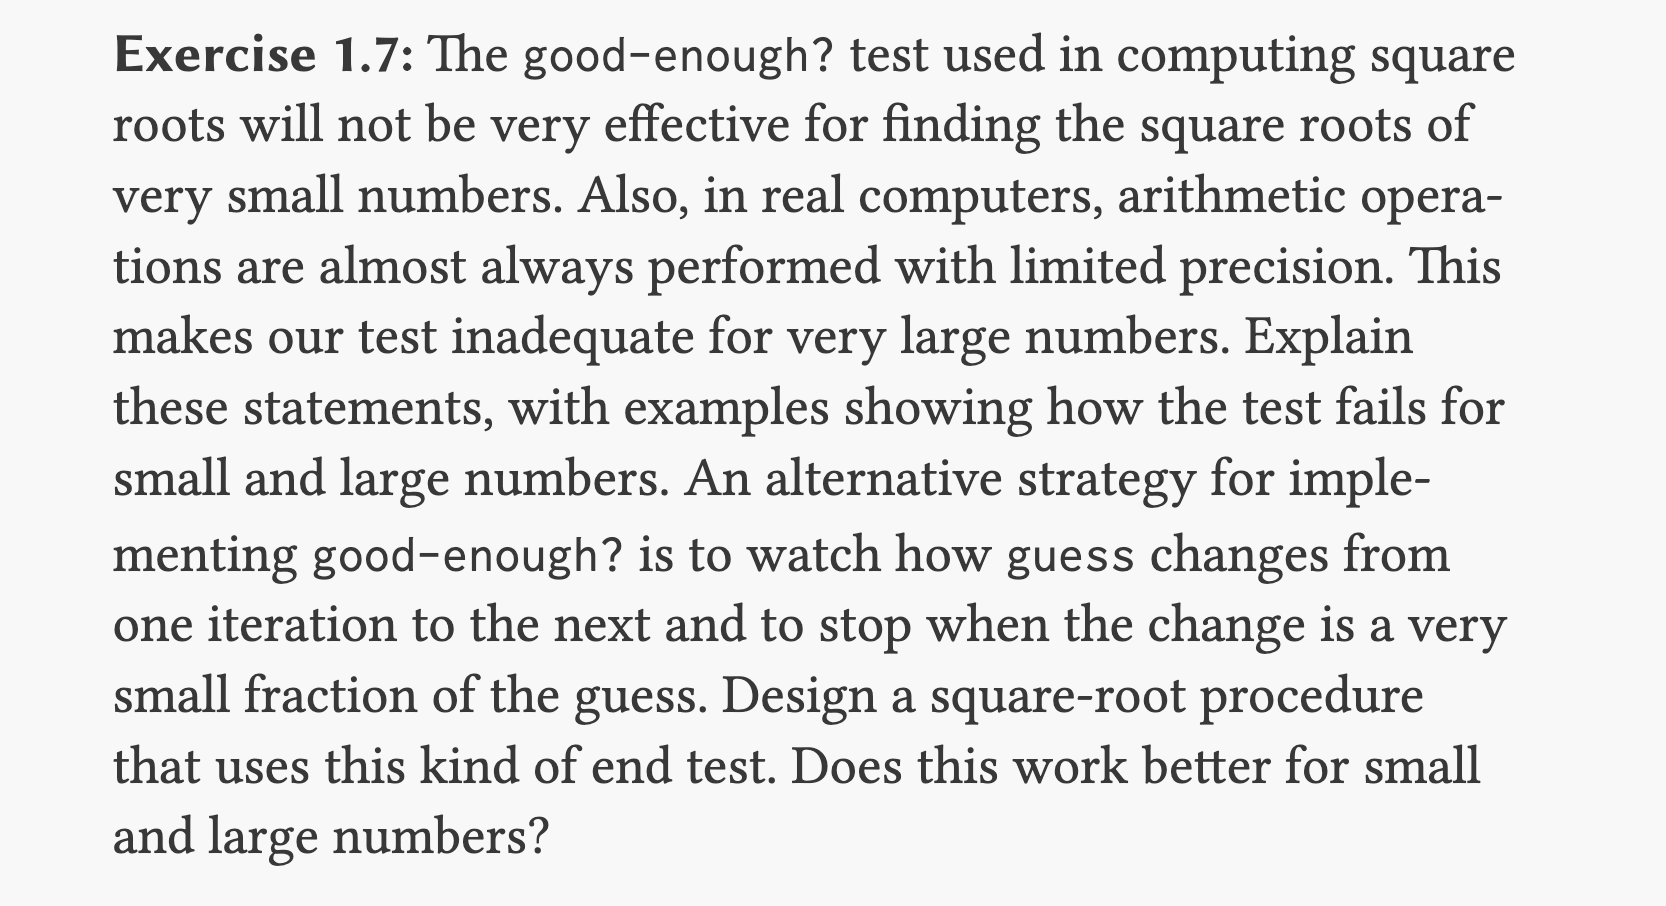 Exercise 1.7: The good-enough? test used in computing square
roots will not be very effective for finding the square roots of
very small numbers. Also, in real computers, arithmetic opera-
tions are almost always performed with limited precision. This
makes our test inadequate for very large numbers. Explain
these statements, with examples showing how the test fails for
small and large numbers. An alternative strategy for imple-
menting good-enough? is to watch how guess changes from
one iteration to the next and to stop when the change is a very
small fraction of the guess. Design a square-root procedure
that uses this kind of end test. Does this work better for small
and large numbers?